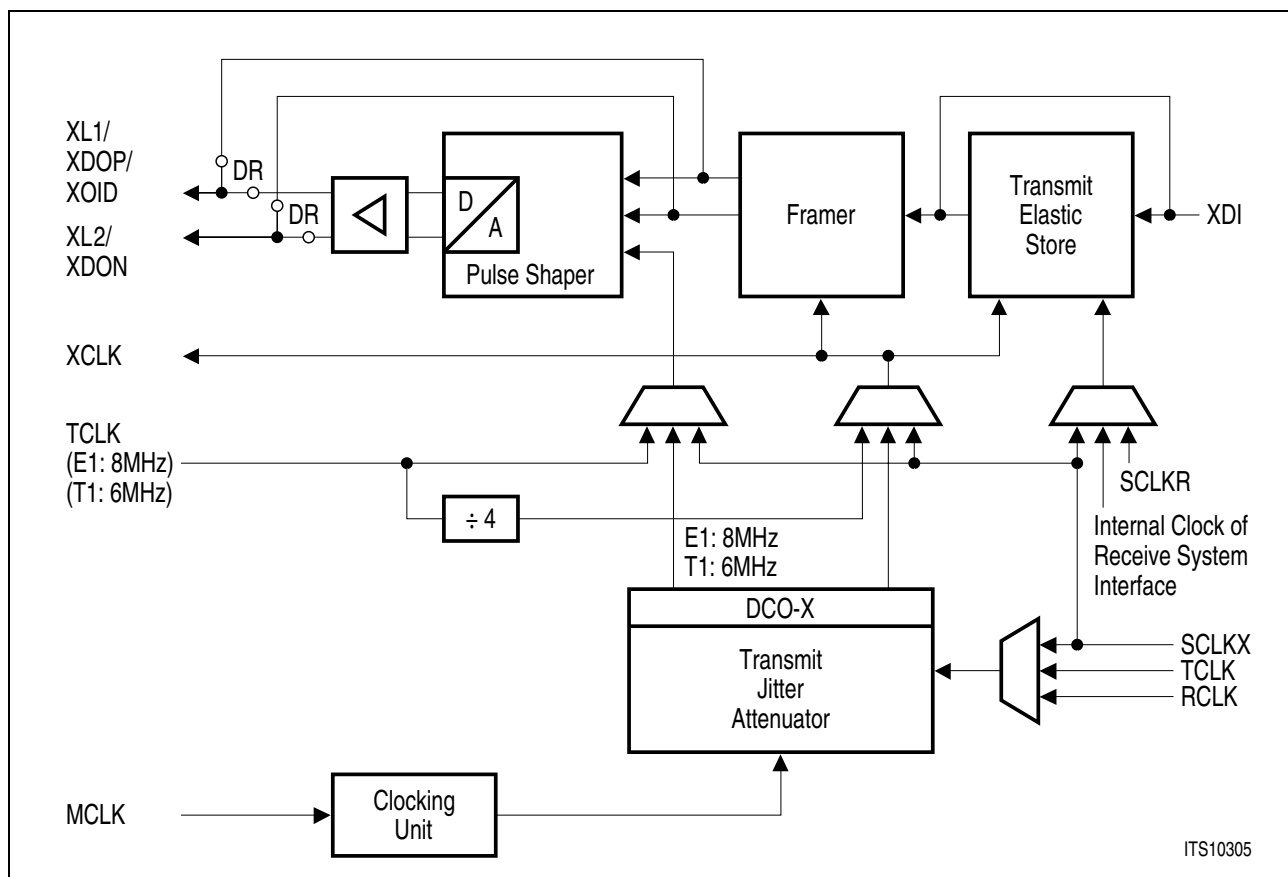 XL1/
XDOP/
XOID
DR
XL2/
XDON
DR
D
A
Pulse Shaper
Framer
Transmit
Elastic
Store
XDI
XCLK
TCLK
(E1: 8MHz)
(T1: 6MHz)
÷ 4
E1: 8MHz
T1: 6MHz
SCLKR
Internal Clock of
Receive System
Interface
DCO-X
Transmit
Jitter
Attenuator
SCLKX
TCLK
RCLK
MCLK
Clocking
Unit
ITS10305